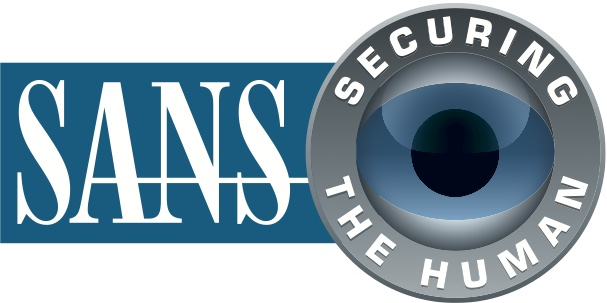 SANS
SECURING
THE HUMAN